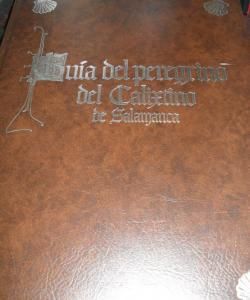 Guía del peregrino
del Calixtino
de Salamanca